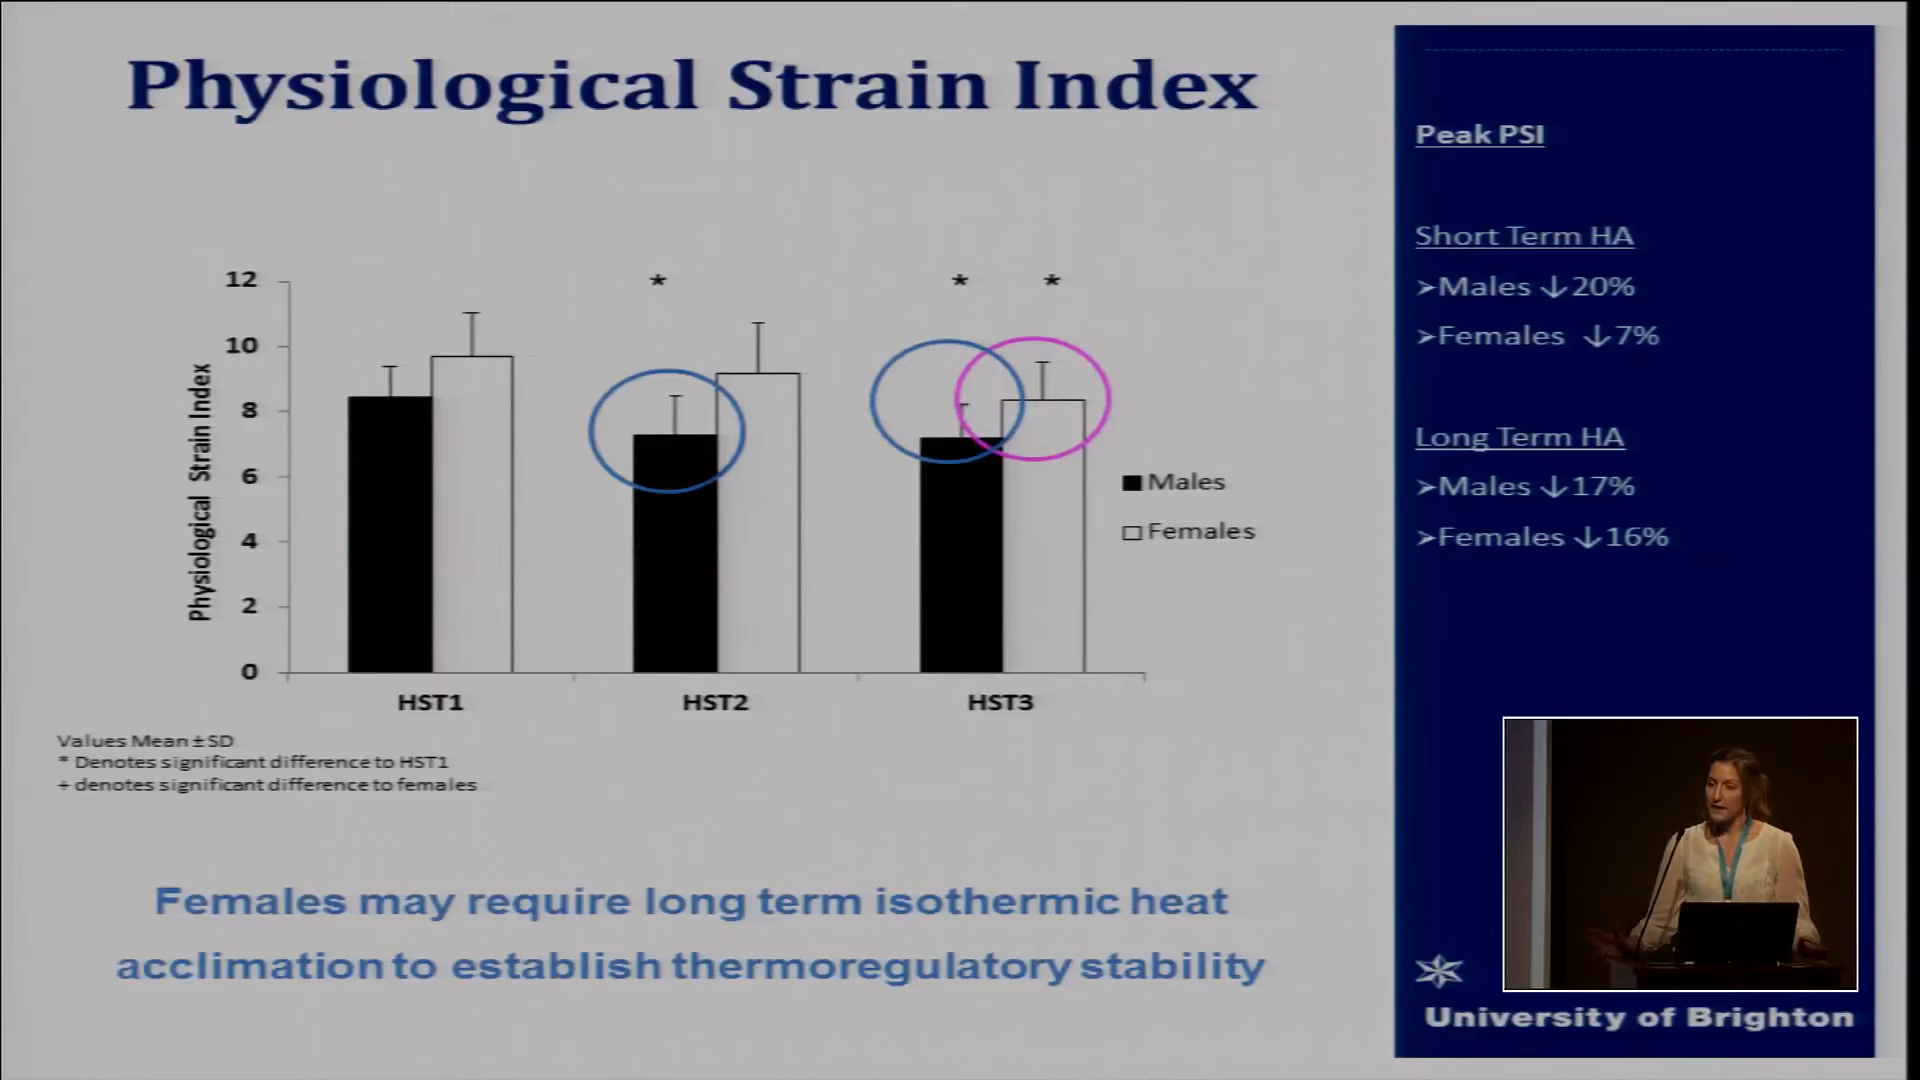 Physiological Strain Index
12
10
8
6
4
2
0
Physiological Strain Index
* * *
HST1 HST2 HST3
Males
Females
Values Mean ± SD
* Denotes significant difference to HST1
+ denotes significant difference to females
Females may require long term isothermic heat
acclimation to establish thermoregulatory stability
Peak PSI
Short Term HA
➢Males ↓20%
➢Females ↓7%
Long Term HA
➢Males ↓17%
➢Females ↓16%
University of Brighton